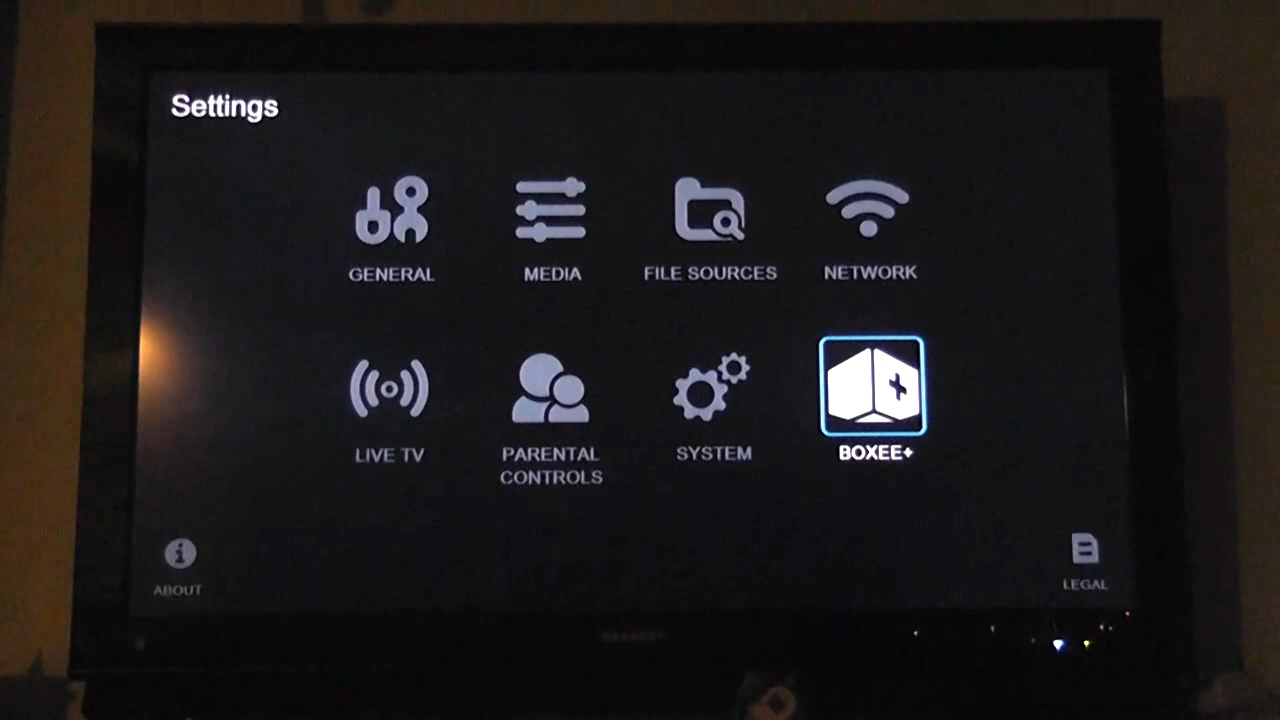 Settings
GENERAL
MEDIA
FILE SOURCES
NETWORK
LIVE TV
PARENTAL
CONTROLS
SYSTEM
BOXEE+
ABOUT
LEGAL